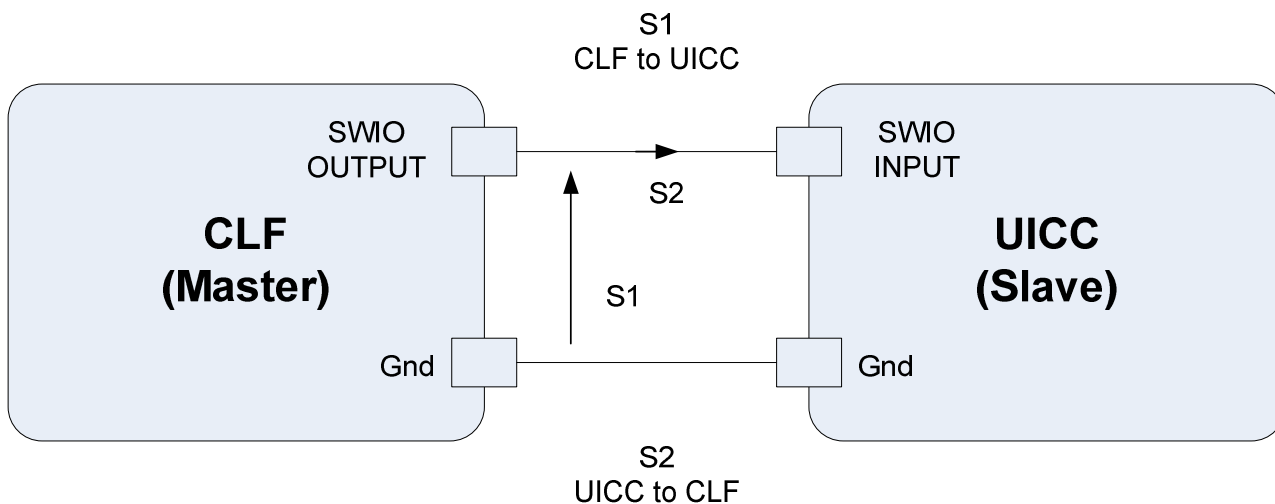 S1
CLF to UICC
SWIO
OUTPUT
SWIO
INPUT
S2
CLF
(Master)
UICC
(Slave)
S1
Gnd
Gnd
S2
UICC to CLF